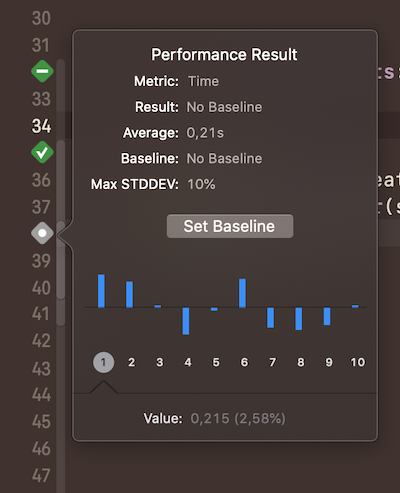 30
31
Performance Result
ts:
Metric: Time
33
Result: No Baseline
34
Average: 0,21s
Baseline: No Baseline
36
Max STDDEV: 10%
eat
37
r(s
Set Baseline
39
40
41
42
1 2 3 4 5 6 7 8 9 10
43
44
45
Value: 0,215 (2,58%)
46
47